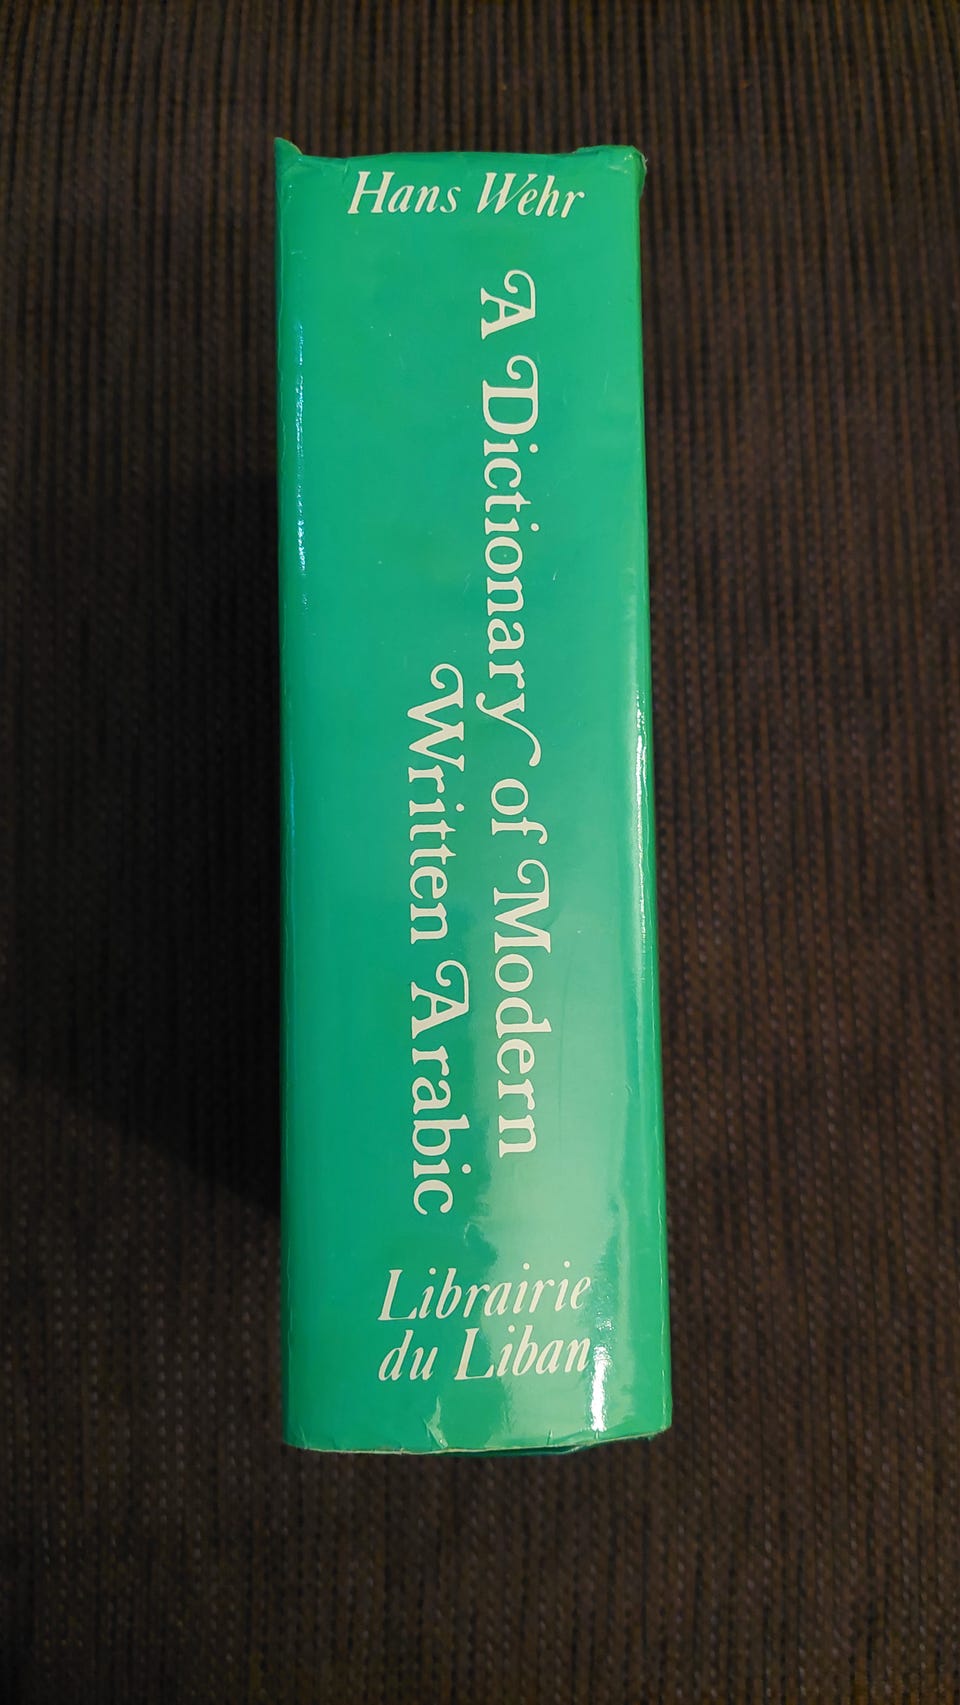 Hans Wehr
A Dictionary of Modern
Written Arabic
Librairie
du Liban